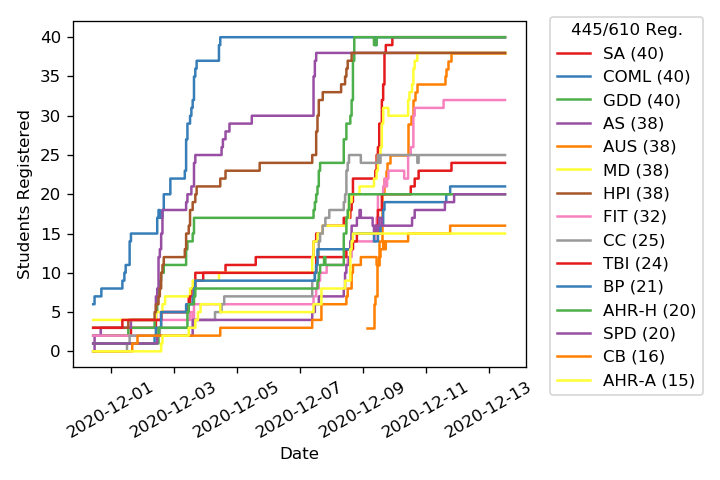 445/610 Reg.
SA (40)
COML (40)
GDD (40)
AS (38)
AUS (38)
MD (38)
HPI (38)
FIT (32)
CC (25)
TBI (24)
BP (21)
AHR-H (20)
SPD (20)
CB (16)
AHR-A (15)
Students Registered
40
35
30
25
20
15
10
5
0
2020-12-01
2020-12-03
2020-12-05
2020-12-07
2020-12-09
2020-12-11
2020-12-13
Date